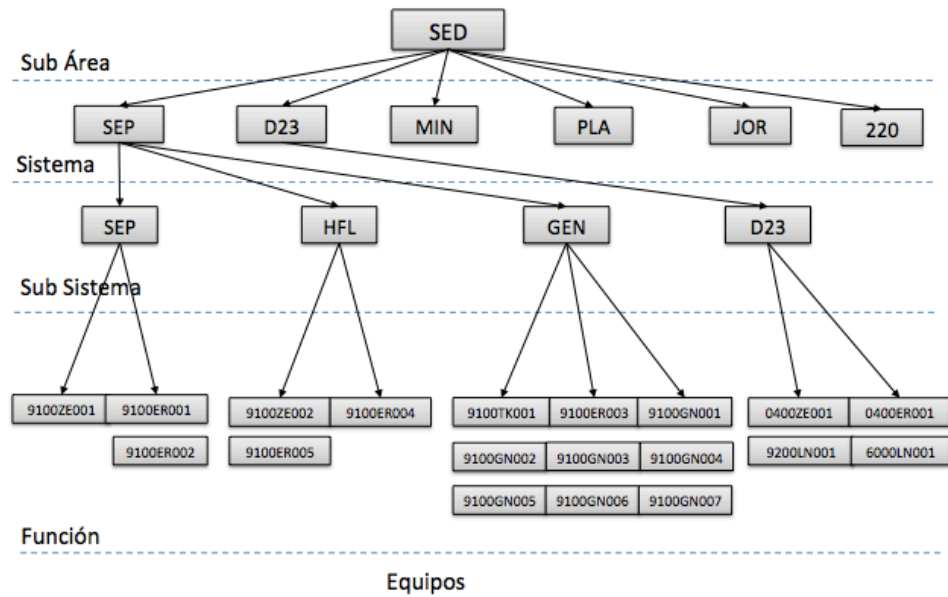 SED
Sub Área
SEP D23 MIN PLA JOR 220
Sistema
SEP HFL GEN D23
Sub Sistema
9100ZE001 9100ER001 9100ZE002 9100ER004 9100TK001 9100ER003 9100GN001 0400ZE001 0400ER001
9100ER002 9100ER005 9100GN002 9100GN003 9100GN004 9200LN001 6000LN001
9100GN005 9100GN006 9100GN007
Función
Equipos